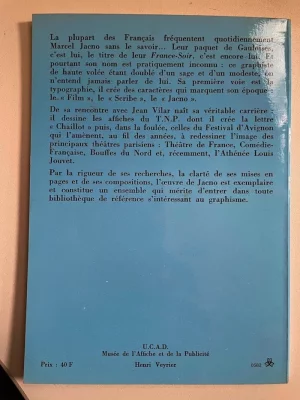 La plupart des Français fréquentent quotidiennement
Marcel Jacno sans le savoir... Leur paquet de Gauloises,
c'est lui, le titre de leur France-Soir, c'est encore lui. Et
pourtant son nom est pratiquement inconnu : ce graphiste
de haute volée étant doublé d'un sage et d'un modeste, on
n'entend jamais parler de lui. Sa première voie est la
typographie, il crée des caractères qui marquent son époque :
le « Film », le « Scribe », le « Jacno ».
De sa rencontre avec Jean Vilar naît sa véritable carrière :
il dessine les affiches du T.N.P. dont il crée la lettre
« Chaillot » puis, dans la foulée, celles du Festival d'Avignon
qui l'amènent, au fil des années, à redessiner l'image des
principaux théâtres parisiens : Théâtre de France, Comédie-
Française, Bouffes du Nord et, récemment, l'Athénée Louis
Jouvet.
Par la rigueur de ses recherches, la clarté de ses mises en
pages et de ses compositions, l'œuvre de Jacno est exemplaire
et constitue un ensemble qui mérite d'entrer dans toute
bibliothèque de référence s'intéressant au graphisme.
U.C.A.D.
Musée de l'Affiche et de la Publicité
Prix : 40 F Henri Veyrier